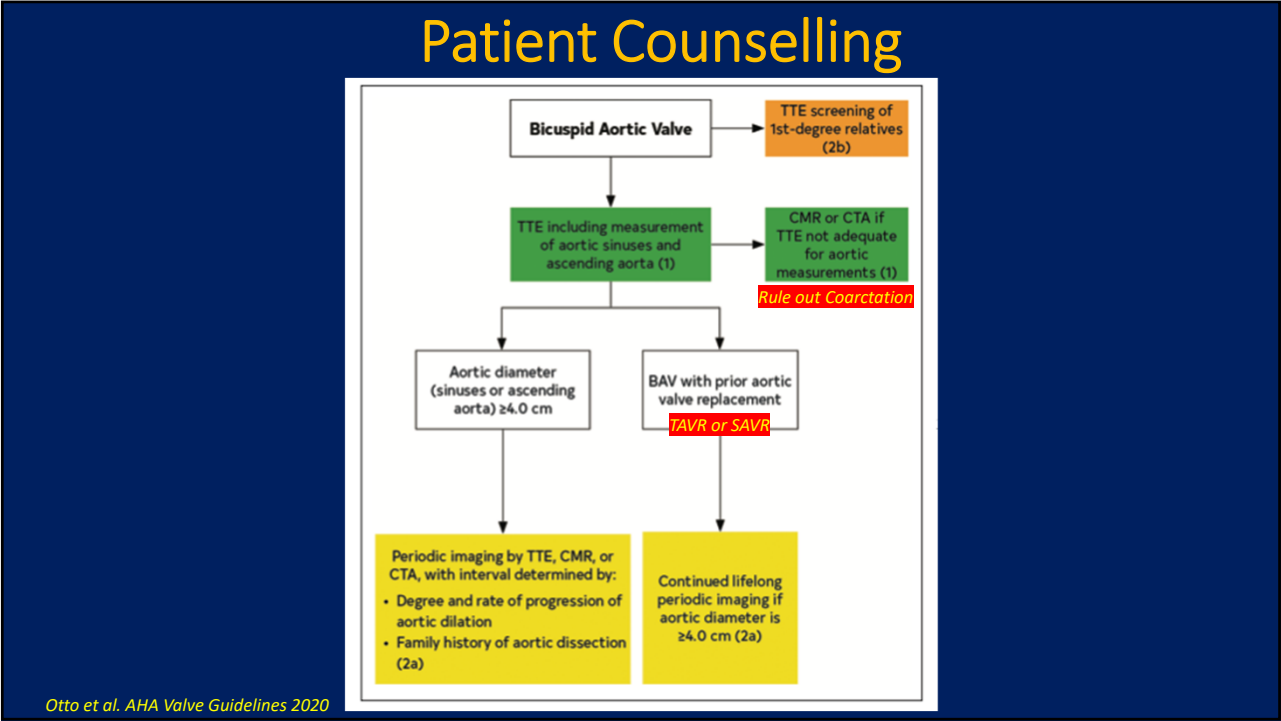 Patient Counselling
Bicuspid Aortic Valve
TTE screening of
1st-degree relatives
(2b)
TTE including measurement
of aortic sinuses and
ascending aorta (1)
CMR or CTA if
TTE not adequate
for aortic
measurements (1)
Rule out Coarctation
Aortic diameter
(sinuses or ascending
aorta) ≥4.0 cm
BAV with prior aortic
valve replacement
TAVR or SAVR
Periodic imaging by TTE, CMR, or
CTA, with interval determined by:
• Degree and rate of progression of
aortic dilation
• Family history of aortic dissection
(2a)
Continued lifelong
periodic imaging if
aortic diameter is
≥4.0 cm (2a)
Otto et al. AHA Valve Guidelines 2020